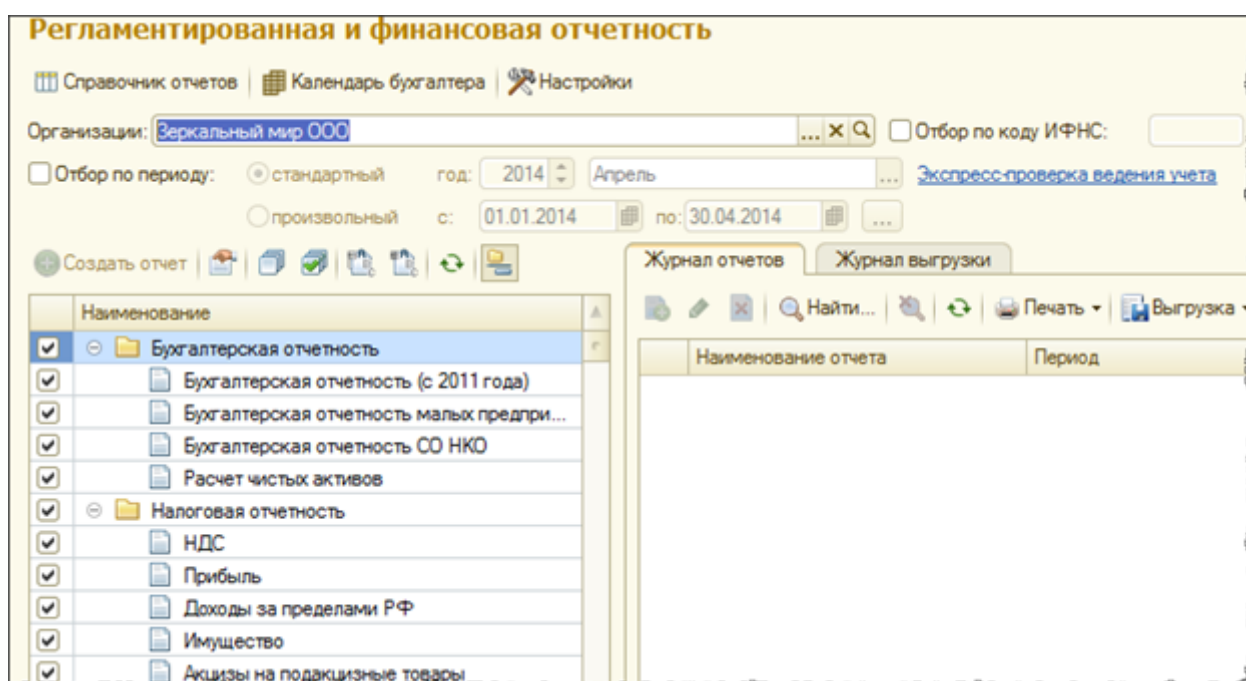 Регламентированная и финансовая отчетность
Справочник отчетов Календарь бухгалтера Настройки
Организации: Зеркальный мир ООО ... Отбор по коду ИФНС:
Отбор по периоду: стандартный год: 2014 Апрель ... Экспресс-проверка ведения учета
произвольный с: 01.01.2014 по: 30.04.2014 ...
Создать отчет
Наименование
Бухгалтерская отчетность
Бухгалтерская отчетность (с 2011 года)
Бухгалтерская отчетность малых предпри...
Бухгалтерская отчетность СО НКО
Расчет чистых активов
Налоговая отчетность
НДС
Прибыль
Доходы за пределами РФ
Имущество
Акцизы на подакцизные товары
Журнал отчетов Журнал выгрузки
Найти... Печать Выгрузка
Наименование отчета Период